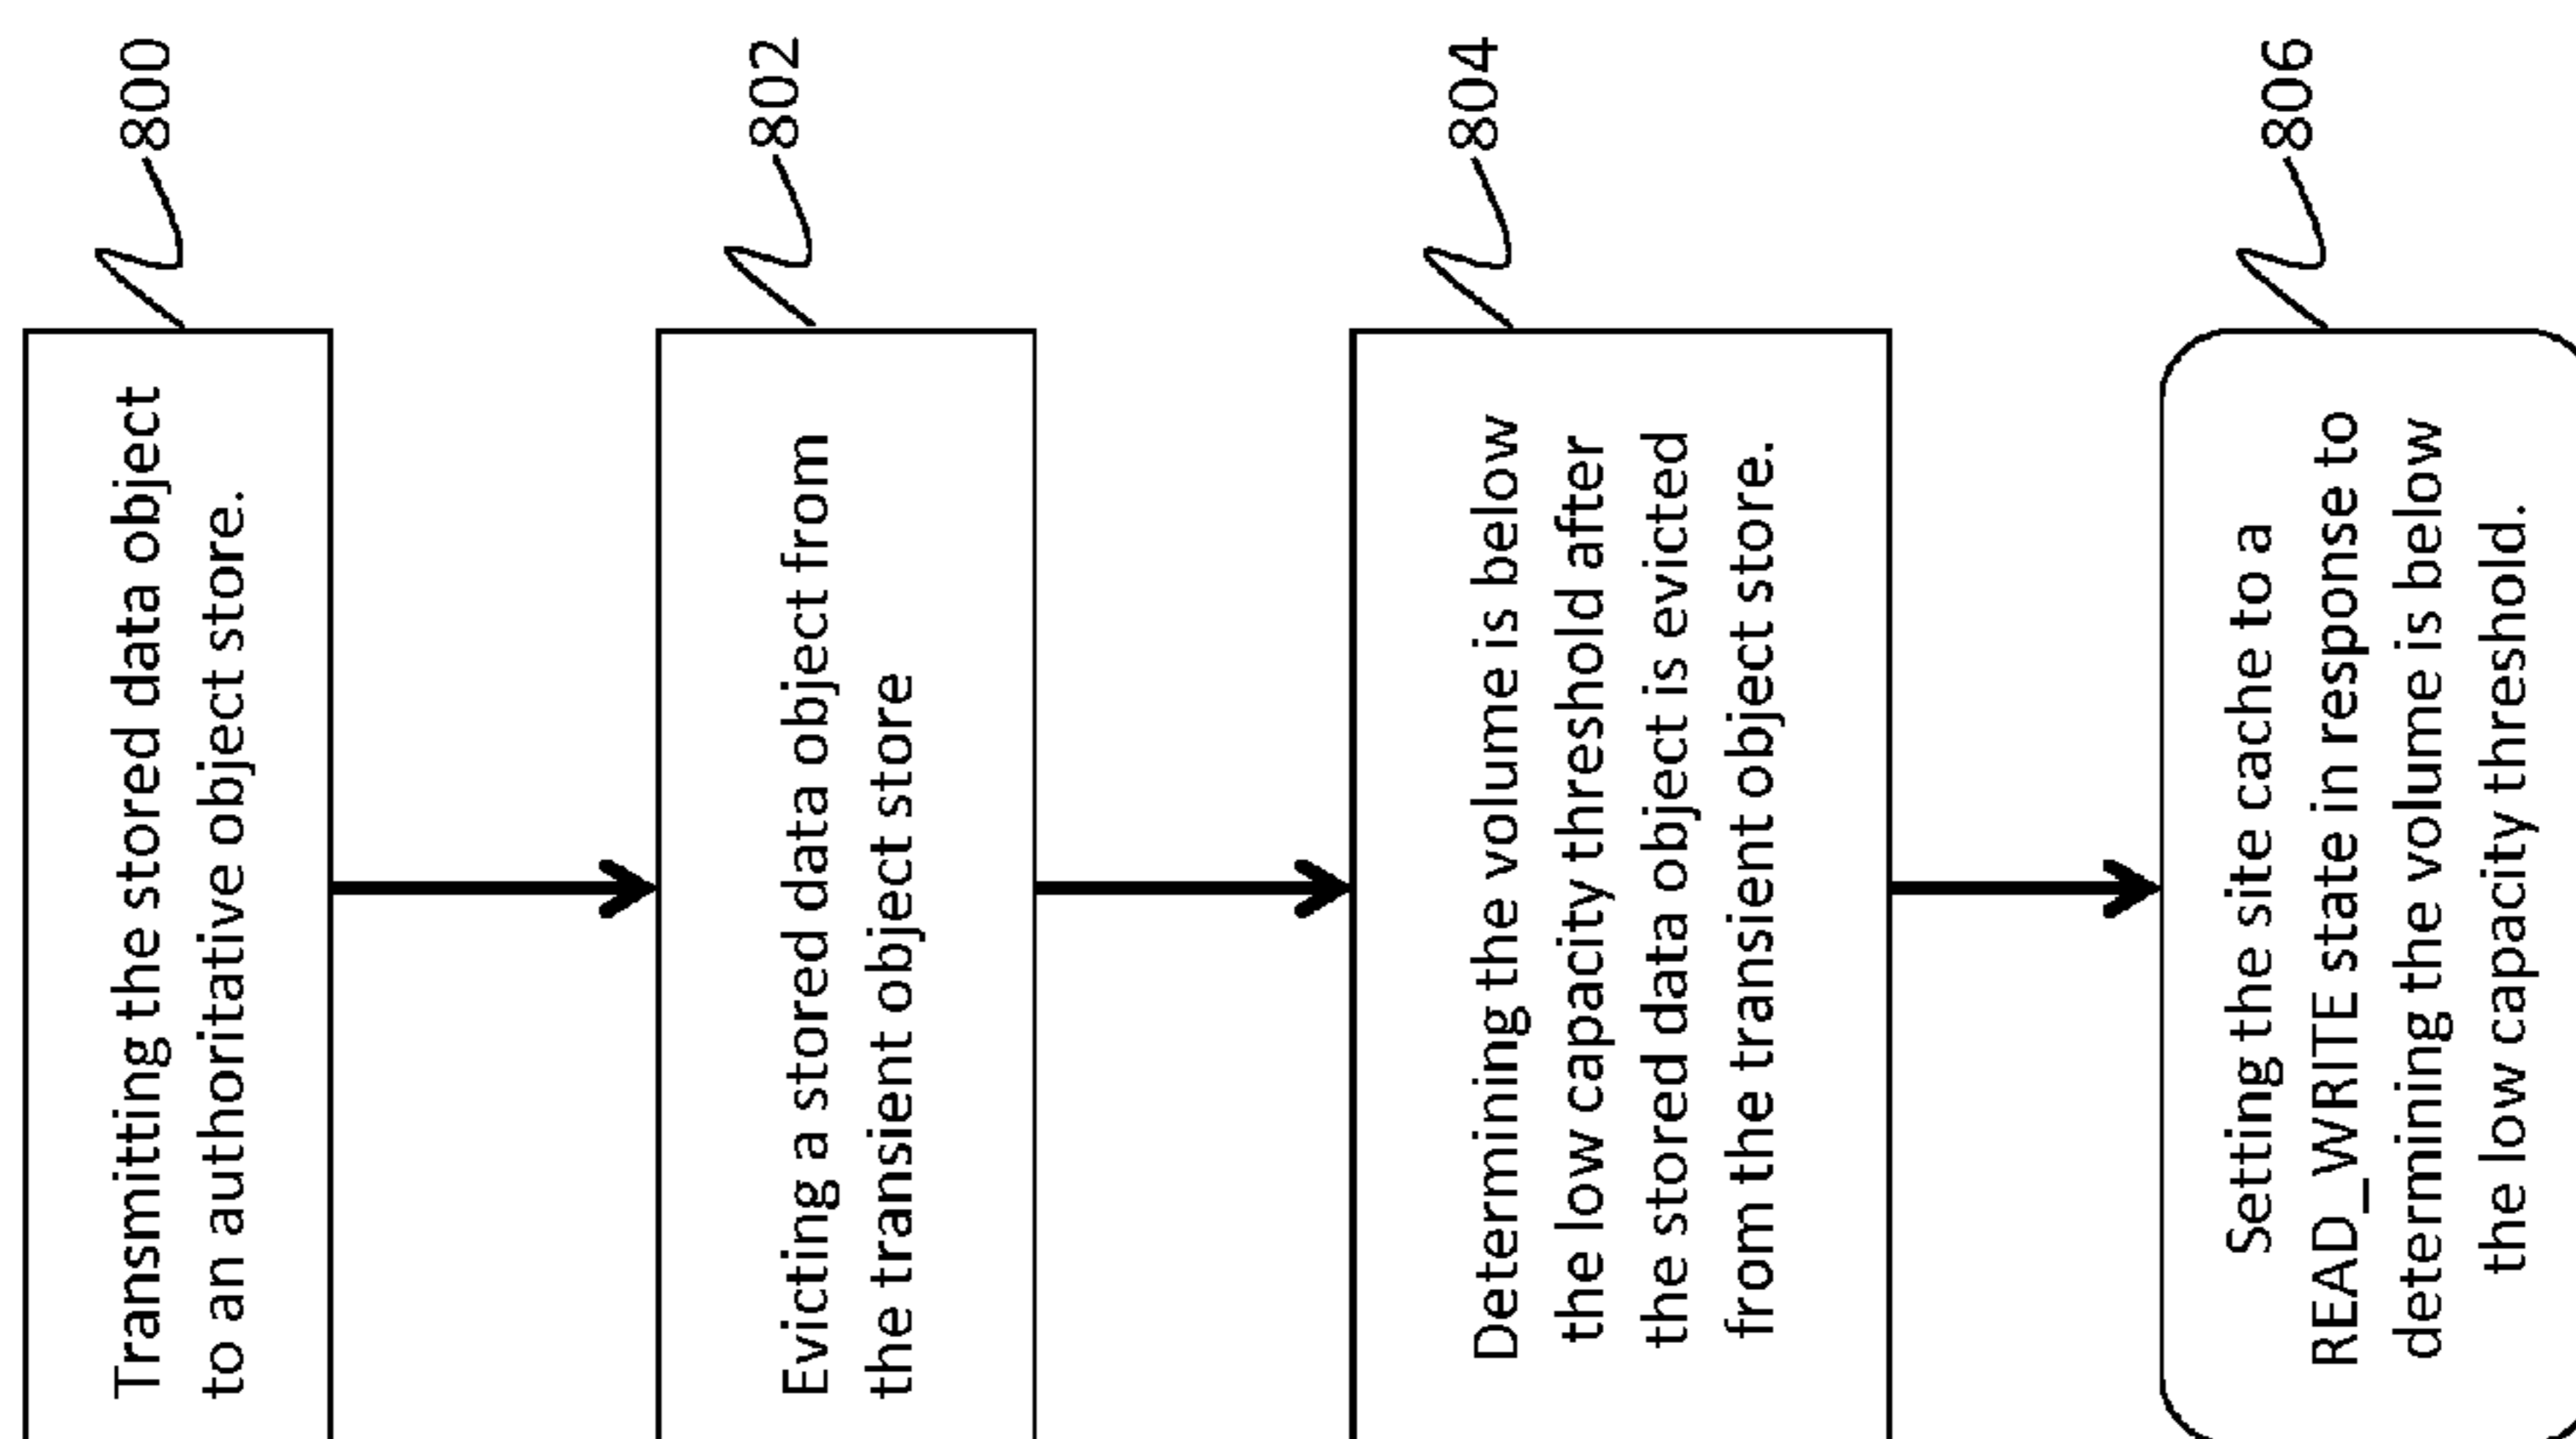 Transmitting the stored data object
to an authoritative object store.
800
Evicting a stored data object from
the transient object store
802
Determining the volume is below
the low capacity threshold after
the stored data object is evicted
from the transient object store.
804
Setting the site cache to a
READ_WRITE state in response to
determining the volume is below
the low capacity threshold.
806